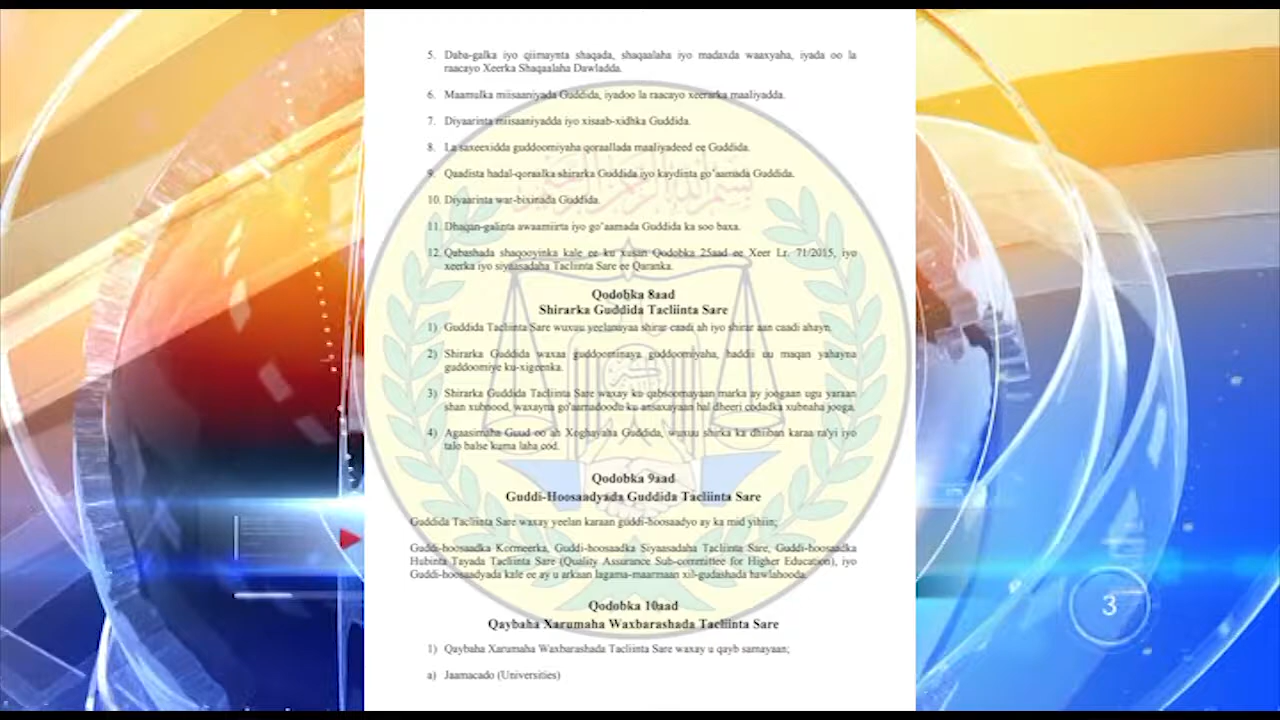 5. Daba-galka iyo qiimaynta shaqada, shaqaalaha iyo madaxda waaxyaha, iyada oo la
raacayo Xeerka Shaqaalaha Dawladda.
6. Maamulka miisaaniyada Guddida, iyadoo la raacayo xeerarka maaliyadda.
7. Diyaarinta miisaaniyadda iyo xisaab-xidhka Guddida.
8. La saxeexidda guddoomiyaha qoraallada maaliyadeed ee Guddida.
9. Qaadista hadal-qoraalka shirarka Guddida iyo kaydinta go'aamada Guddida.
10. Diyaarinta war-bixinada Guddida.
11. Dhaqan-galinta awaamiirta iyo go'aamada Guddida ka soo baxa.
12. Qabashada shaqooyinka kale ee ku xusan Qodobka 25aad ee Xeer Lr. 71/2015, iyo
xeerka iyo siyaasadaha Tacliinta Sare ee Qaranka.
Qodobka 8aad
Shirarka Guddida Tacliinta Sare
1) Guddida Tacliinta Sare wuxuu yeelanayaa shirar caadi ah iyo shirar aan caadi ahayn.
2) Shirarka Guddida waxaa guddoominaya guddoomiyaha, haddii uu maqan yahayna
guddoomiye ku-xigeenka.
3) Shirarka Guddida Tacliinta Sare waxay ku qabsoomayaan marka ay joogaan ugu yaraan
shan xubnood, waxayna go'aamadoodu ku ansaxayaan hal dheeri codadka xubnaha jooga.
4) Agaasimaha Guud oo ah Xoghayaha Guddida, wuxuu shirka ka dhiiban karaa ra'yi iyo
talo balse kuma laha cod.
Qodobka 9aad
Guddi-Hoosaadyada Guddida Tacliinta Sare
Guddida Tacliinta Sare waxay yeelan karaan guddi-hoosaadyo ay ka mid yihiin;
Guddi-hoosaadka Kormeerka, Guddi-hoosaadka Siyaasadaha Tacliinta Sare, Guddi-hoosaadka
Hubinta Tayada Tacliinta Sare (Quality Assurance Sub-committee for Higher Education), iyo
Guddi-hoosaadyada kale ee ay u arkaan lagama-maarmaan xil-gudashada hawlahooda.
Qodobka 10aad
Qaybaha Xarumaha Waxbarashada Tacliinta Sare
1) Qaybaha Xarumaha Waxbarashada Tacliinta Sare waxay u qayb samayaan;
a) Jaamacado (Universities)
3